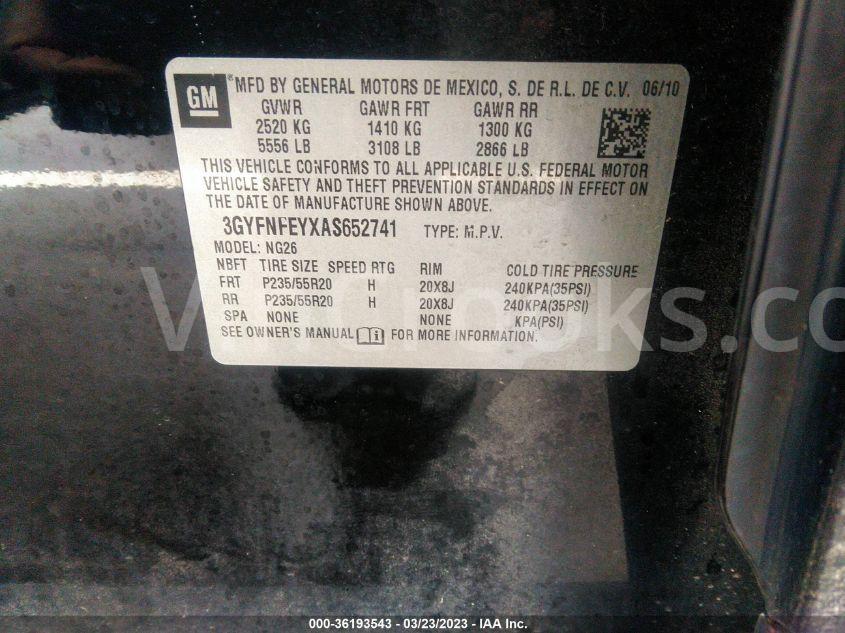 GM
MFD BY GENERAL MOTORS DE MEXICO, S. DE R.L. DE C.V. 06/10
GVWR GAWR FRT GAWR RR
2520 KG 1410 KG 1300 KG
5556 LB 3108 LB 2866 LB
THIS VEHICLE CONFORMS TO ALL APPLICABLE U.S. FEDERAL MOTOR
VEHICLE SAFETY AND THEFT PREVENTION STANDARDS IN EFFECT ON
THE DATE OF MANUFACTURE SHOWN ABOVE.
3GYFNFEYXAS652741 TYPE: M.P.V.
MODEL: NG26
NBFT TIRE SIZE SPEED RTG RIM COLD TIRE PRESSURE
FRT P235/55R20 H 20X8J 240KPA(35PSI)
RR P235/55R20 H 20X8J 240KPA(35PSI)
SPA NONE NONE KPA(PSI)
SEE OWNER'S MANUAL FOR MORE INFORMATION.
000-36193543 / 03/23/2023 - IAA Inc.